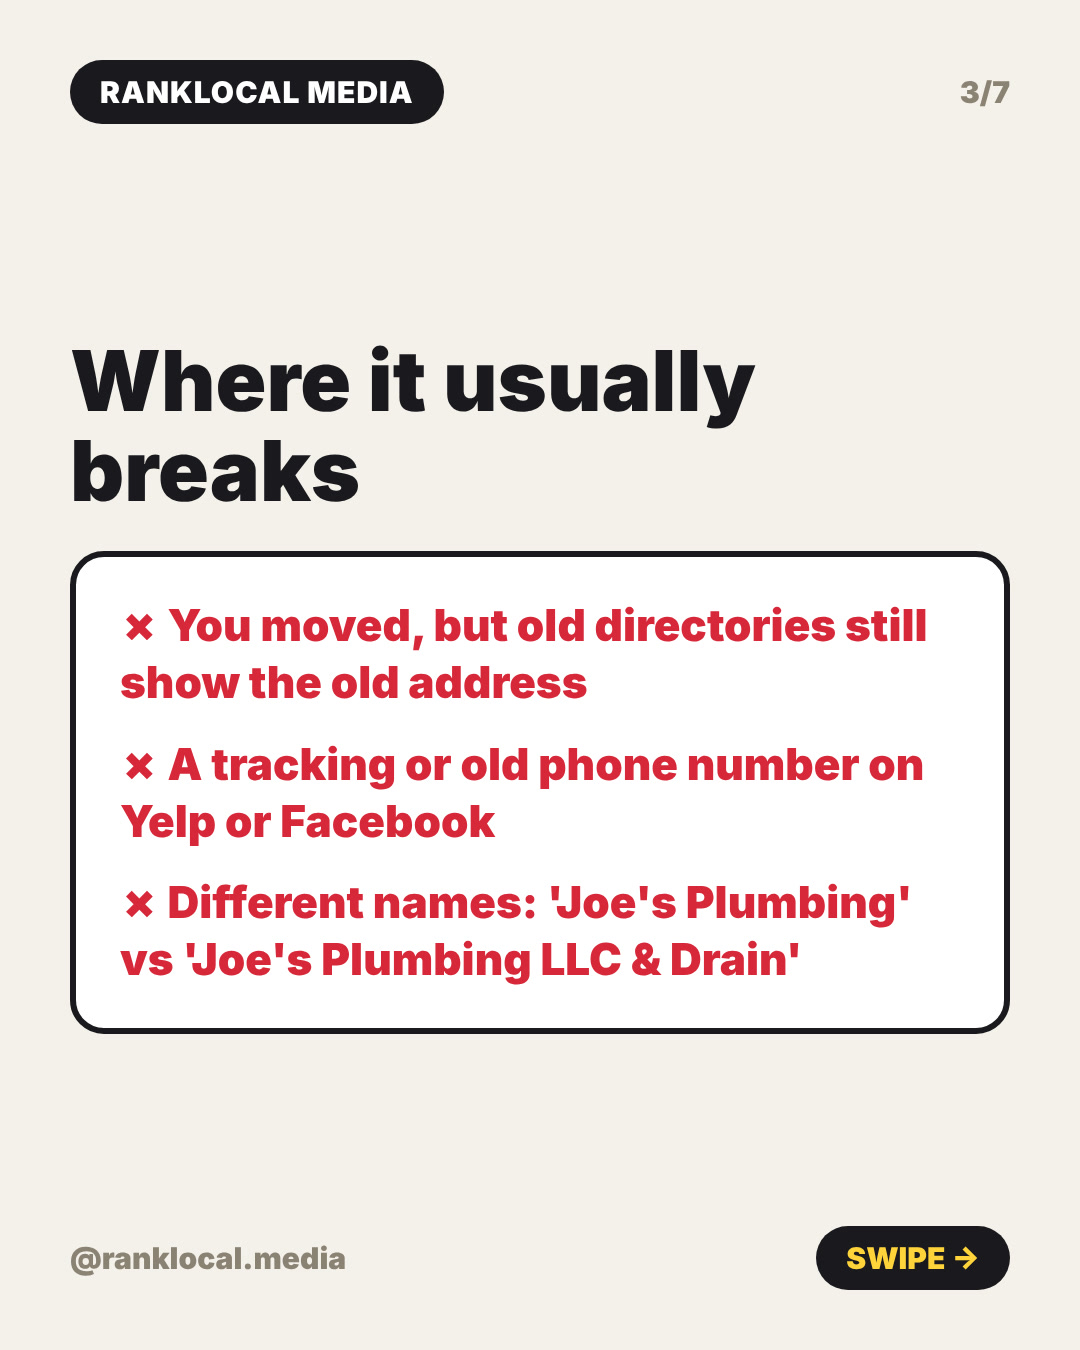 RANKLOCAL MEDIA
3/7
Where it usually
breaks
✕ You moved, but old directories still
show the old address
✕ A tracking or old phone number on
Yelp or Facebook
✕ Different names: 'Joe's Plumbing'
vs 'Joe's Plumbing LLC & Drain'
@ranklocal.media
SWIPE →